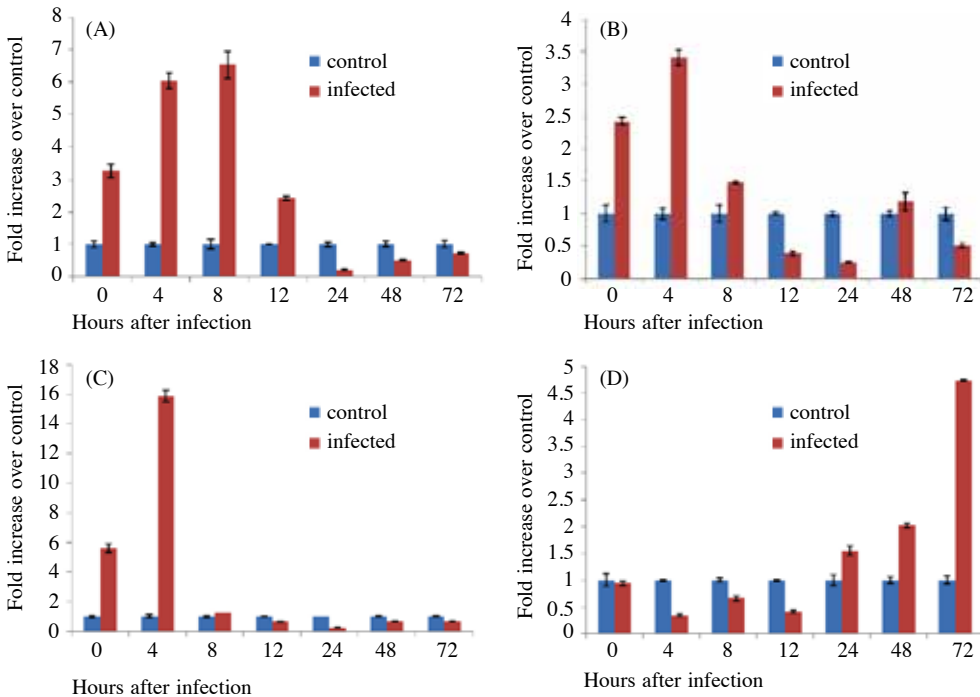 (A)
Fold increase over control
8
7
6
5
4
3
2
1
0
control
infected
0 4 8 12 24 48 72
Hours after infection
(B)
Fold increase over control
4
3.5
3
2.5
2
1.5
1
0.5
0
control
infected
0 4 8 12 24 48 72
Hours after infection
(C)
Fold increase over control
18
16
14
12
10
8
6
4
2
0
control
infected
0 4 8 12 24 48 72
Hours after infection
(D)
Fold increase over control
5
4.5
4
3.5
3
2.5
2
1.5
1
0.5
0
control
infected
0 4 8 12 24 48 72
Hours after infection